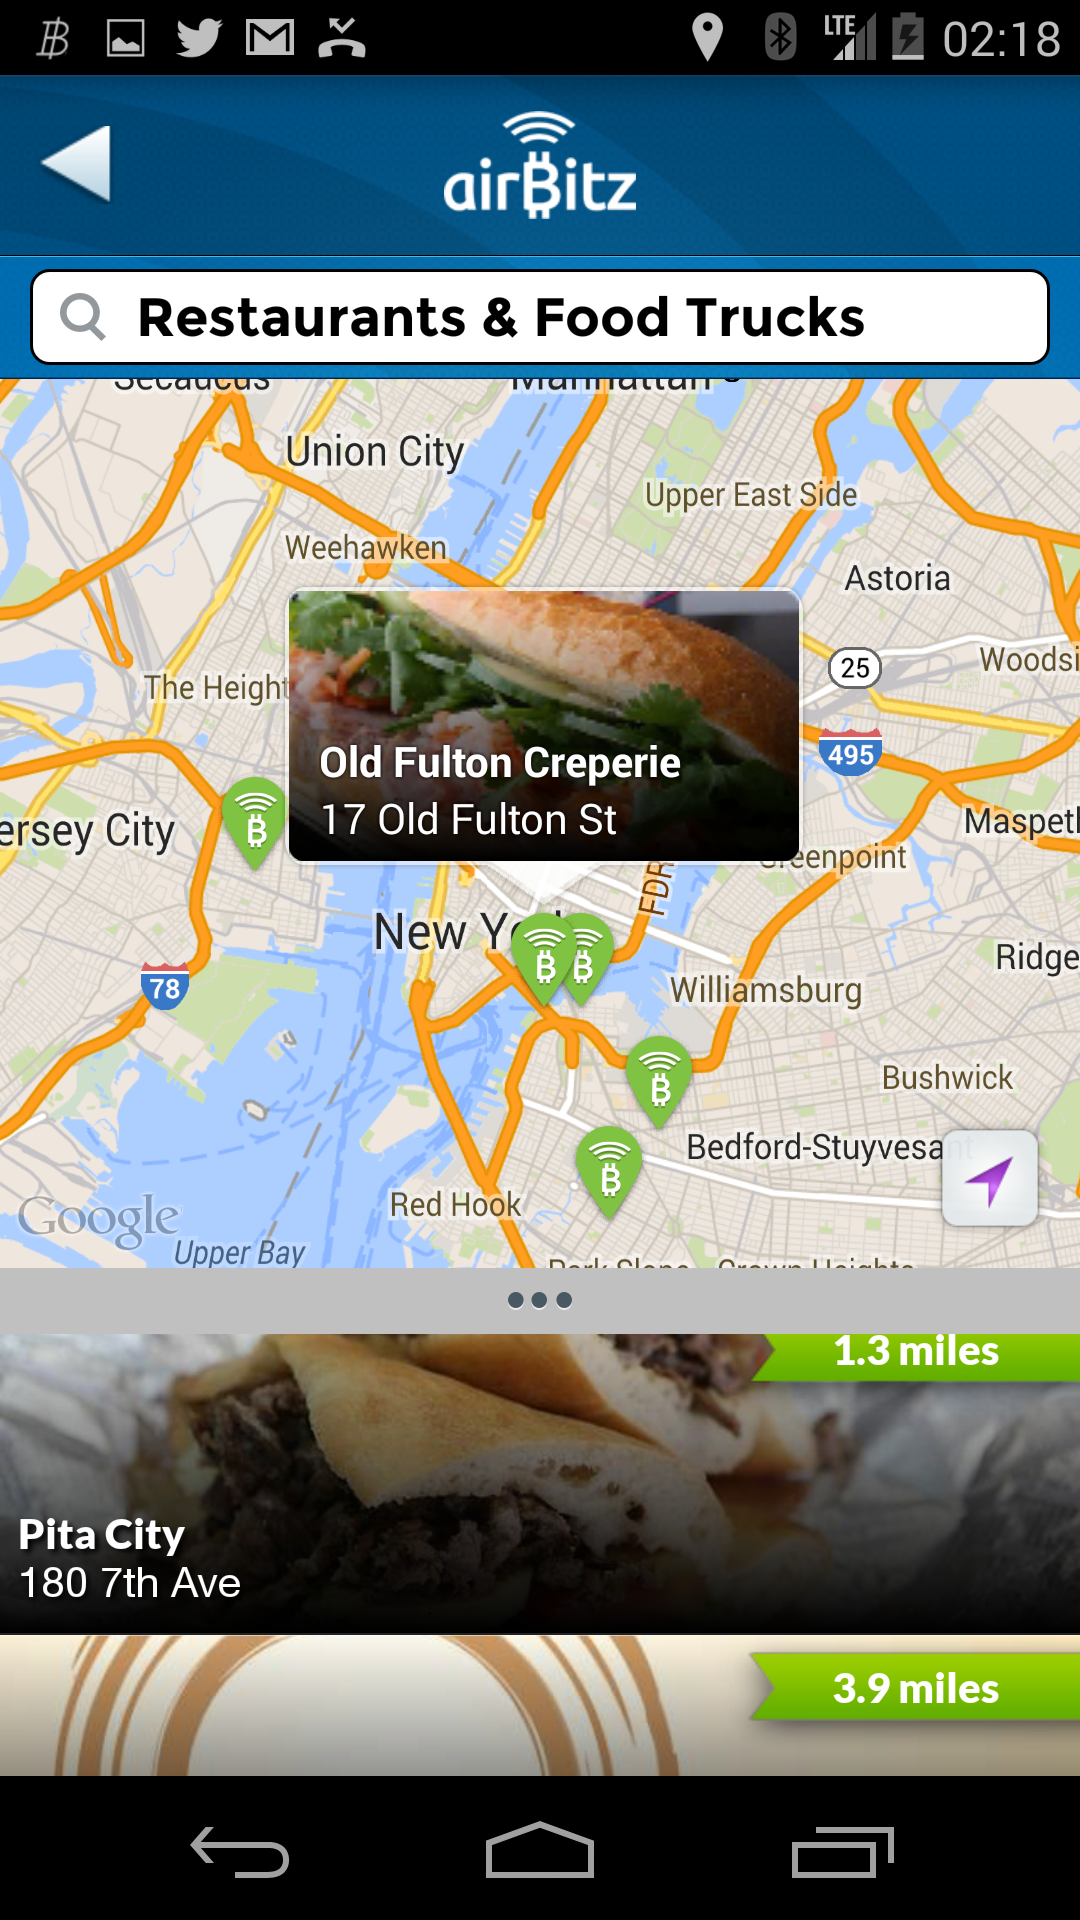 LTE 02:18
airBitz
Restaurants & Food Trucks
Secaucus
Manhattan
Union City
Upper East Side
Weehawken
Astoria
25
Woodsi
The Height
495
Old Fulton Creperie
17 Old Fulton St
ersey City
Maspeth
Greenpoint
FDR
New Yo
Ridge
78
Williamsburg
Bushwick
Bedford-Stuyvesant
Red Hook
Google
Upper Bay
Park Slope
Crown Heights
1.3 miles
Pita City
180 7th Ave
3.9 miles